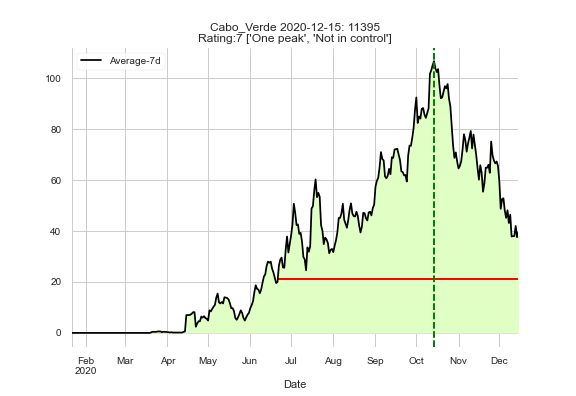 Cabo_Verde 2020-12-15: 11395
Rating:7 ['One peak', 'Not in control']
Average-7d
100
80
60
40
20
0
Feb Mar Apr May Jun Jul Aug Sep Oct Nov Dec
2020
Date